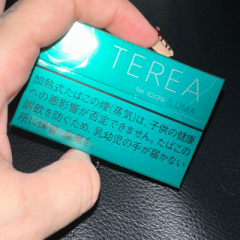 TEREA
for IQOS ILUMA
加熱式たばこの煙(蒸気)は、子供の健康
への悪影響が否定できません。たばこの
誤飲を防ぐため、乳幼児の手が届かない
所に保管